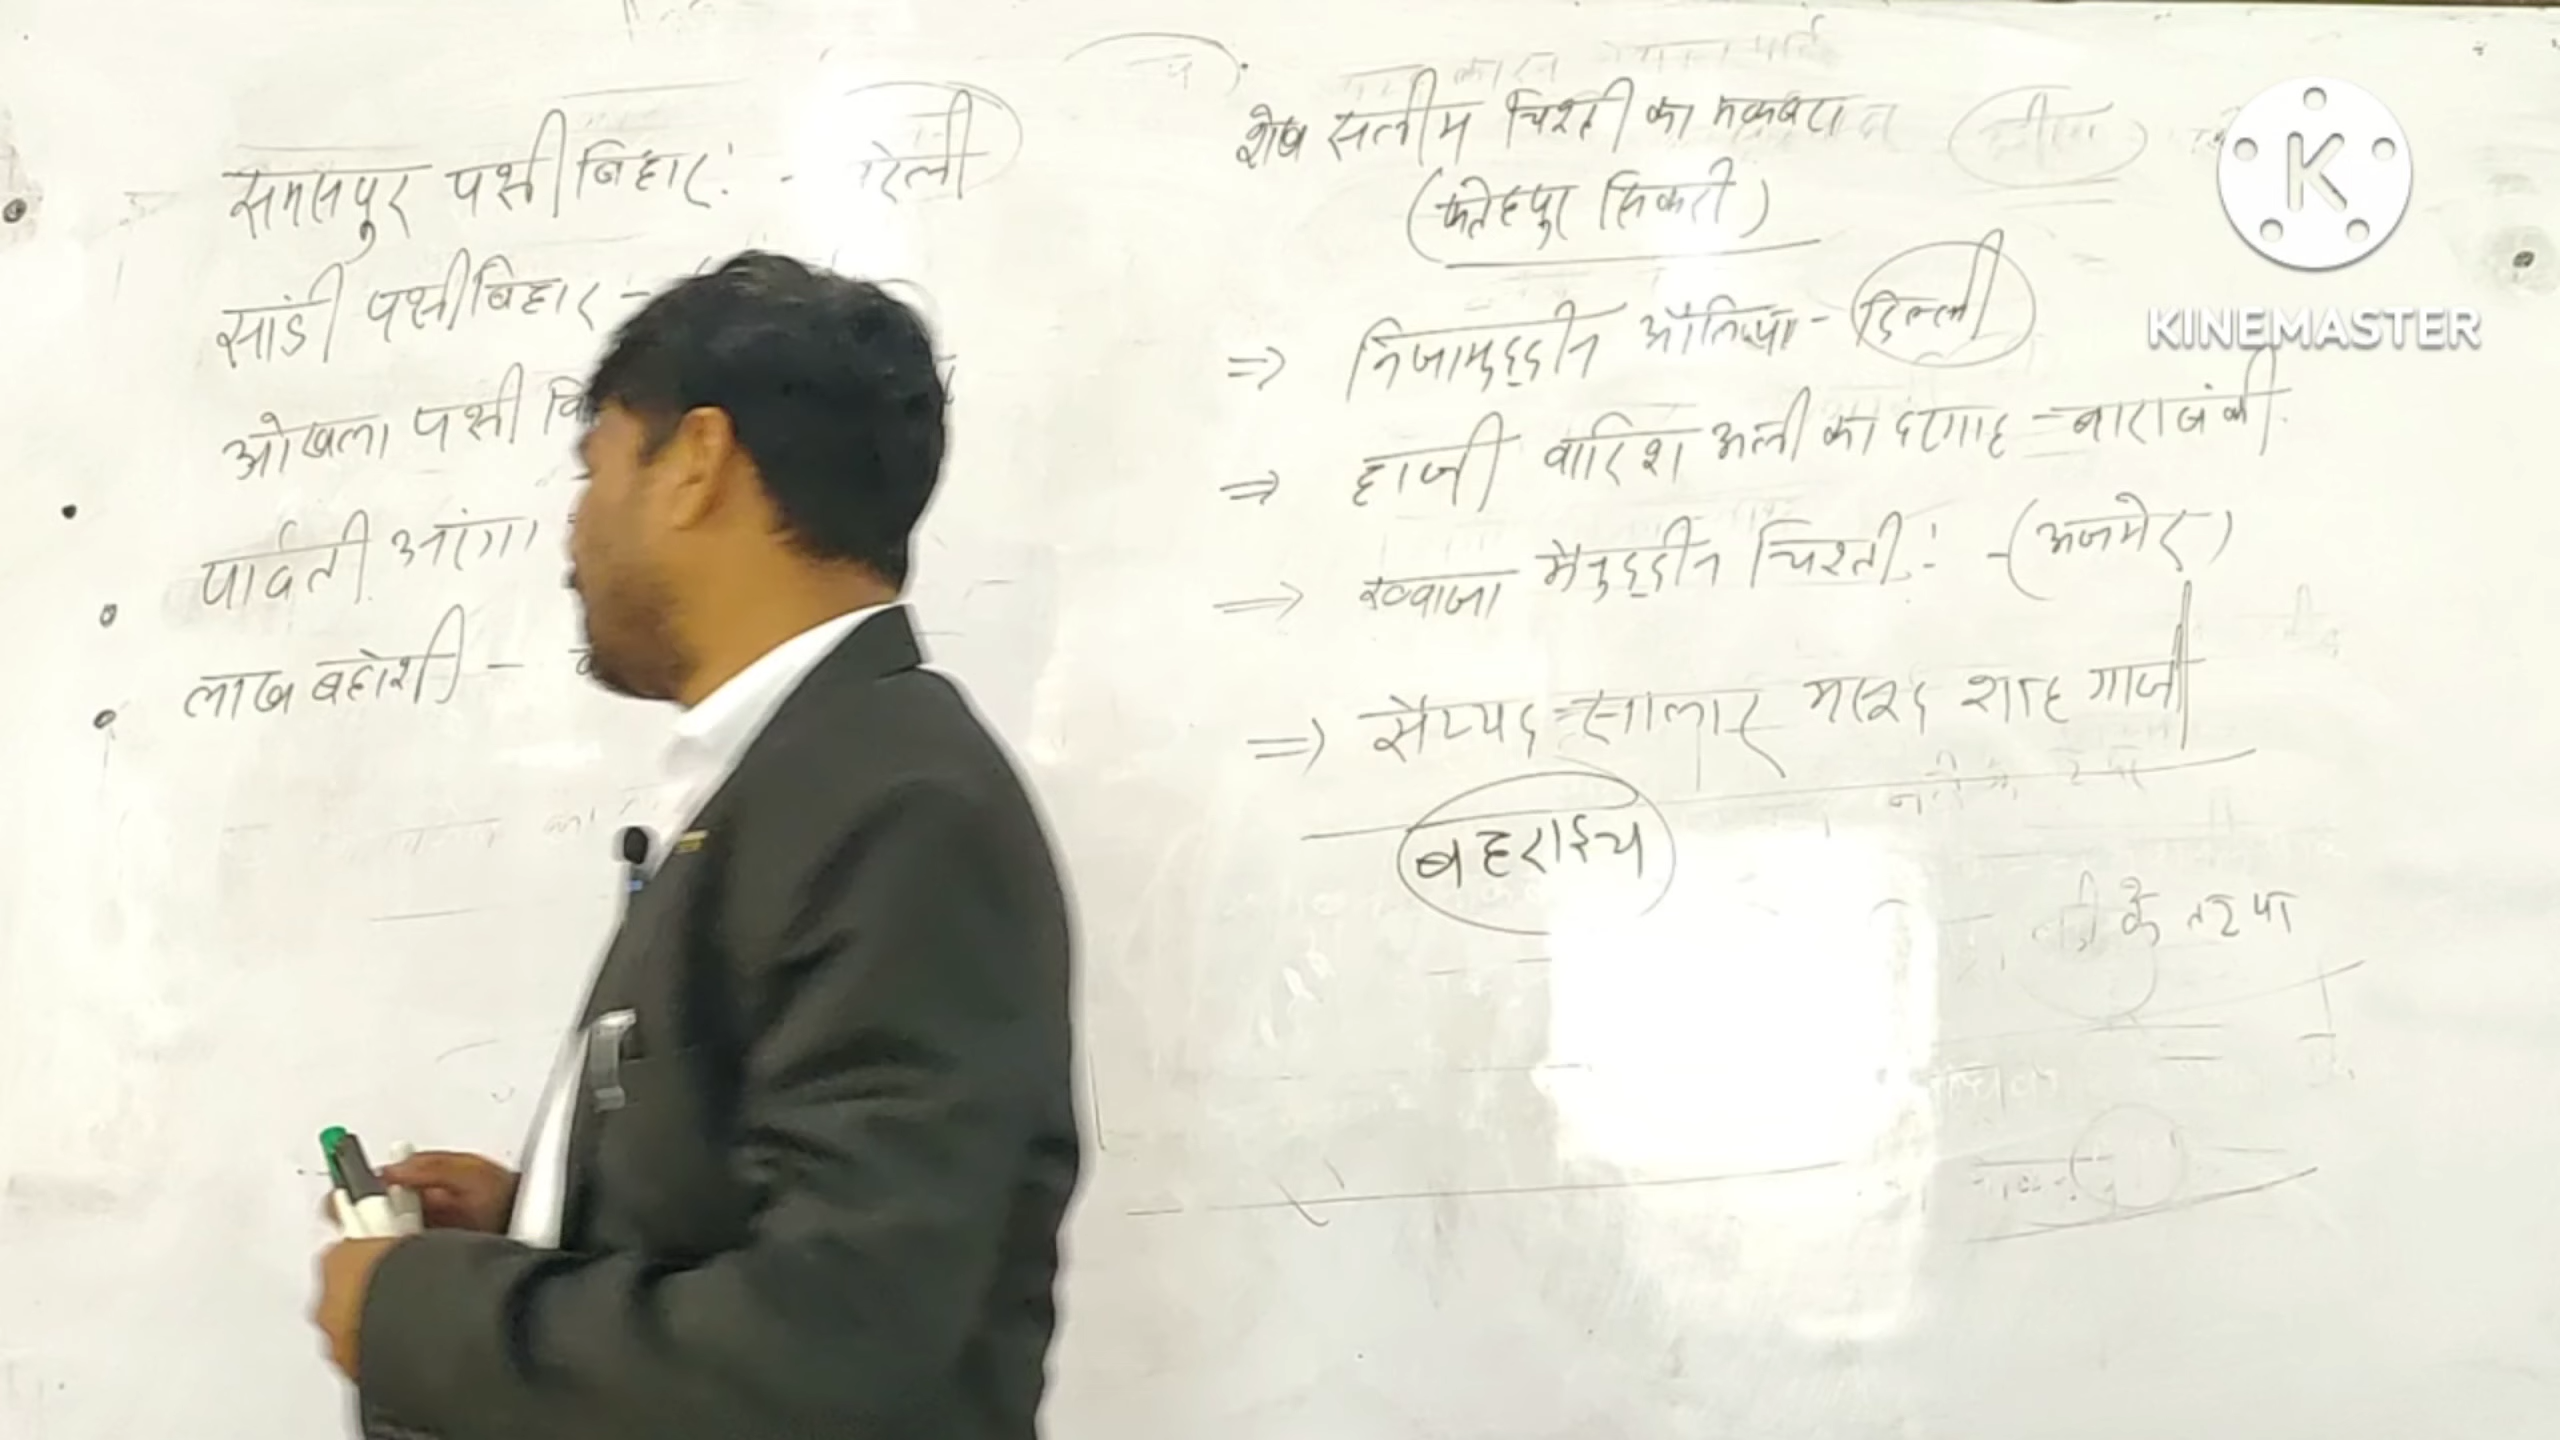 समसपुर पक्षी बिहार :- रेली
सांडी पक्षी बिहार -
ओखला पक्षी बि
पार्वती अरंगा
लाख बहोशी -
शेख सलीम चिश्ती का मकबरा
(फतेहपुर सिकरी)
⇒ निजामुद्दीन औलिया - दिल्ली
⇒ हाजी वारिश अली का दरगाह - बाराबंकी
⇒ ख्वाजा मैनुद्दीन चिश्ती :- (अजमेर)
⇒ सैय्यद सालार मसूद शाह गाजी
बहराइच
K
KINEMASTER